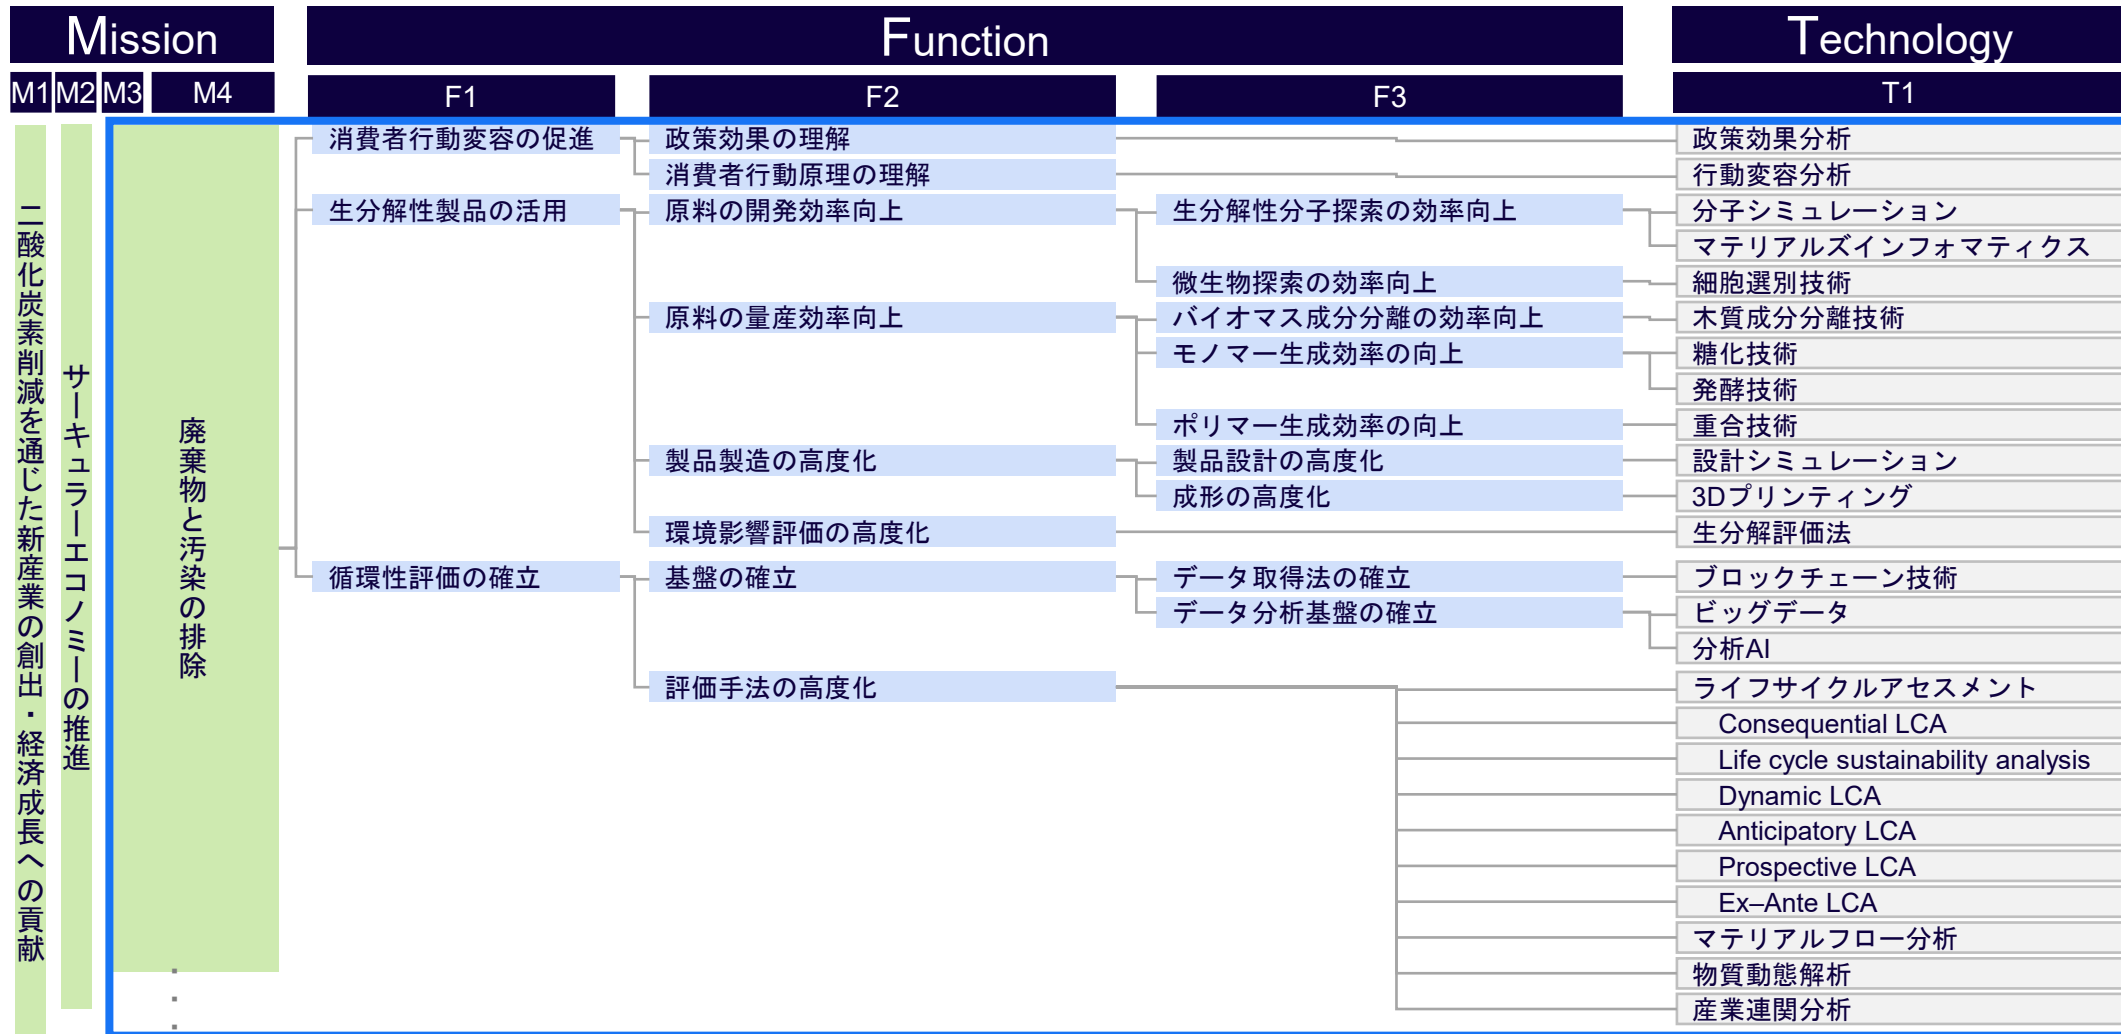 Mission
Function
Technology
M1
M2
M3
M4
F1
F2
F3
T1
二酸化炭素削減を通じた新産業の創出・経済成長への貢献
サーキュラーエコノミーの推進
廃棄物と汚染の排除
消費者行動変容の促進
政策効果の理解
政策効果分析
消費者行動原理の理解
行動変容分析
生分解性製品の活用
原料の開発効率向上
生分解性分子探索の効率向上
分子シミュレーション
マテリアルズインフォマティクス
微生物探索の効率向上
細胞選別技術
原料の量産効率向上
バイオマス成分分離の効率向上
木質成分分離技術
モノマー生成効率の向上
糖化技術
発酵技術
ポリマー生成効率の向上
重合技術
製品製造の高度化
製品設計の高度化
設計シミュレーション
成形の高度化
3Dプリンティング
環境影響評価の高度化
生分解評価法
循環性評価の確立
基盤の確立
データ取得法の確立
ブロックチェーン技術
データ分析基盤の確立
ビッグデータ
分析AI
評価手法の高度化
ライフサイクルアセスメント
Consequential LCA
Life cycle sustainability analysis
Dynamic LCA
Anticipatory LCA
Prospective LCA
Ex–Ante LCA
マテリアルフロー分析
物質動態解析
産業連関分析